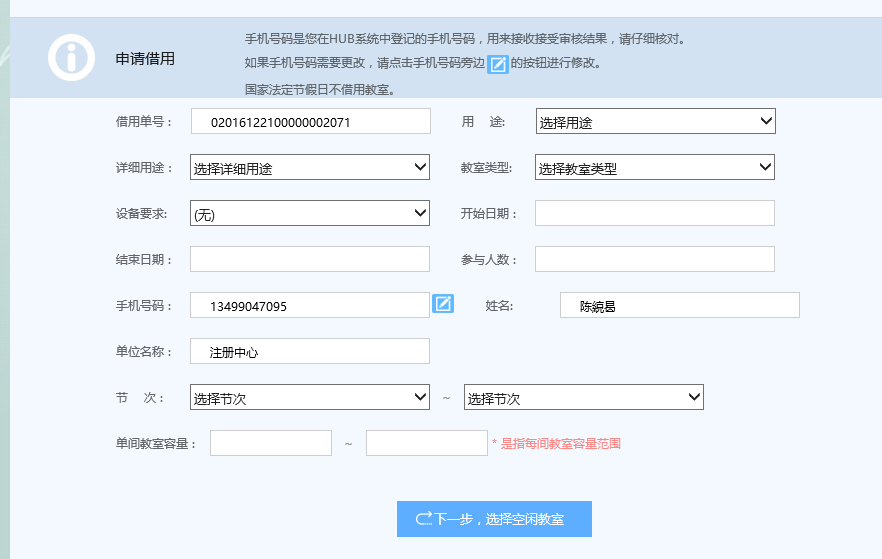 申请借用
手机号码是您在HUB系统中登记的手机号码，用来接收接受审核结果，请仔细核对。
如果手机号码需要更改，请点击手机号码旁边的按钮进行修改。
国家法定节假日不借用教室。
借用单号： 02016122100000002071 用 途: 选择用途
详细用途： 选择详细用途 教室类型: 选择教室类型
设备要求: (无) 开始日期：
结束日期： 参与人数：
手机号码： 13499047095 姓名: 陈綩曷
单位名称： 注册中心
节 次： 选择节次 ~ 选择节次
单间教室容量： ~ * 是指每间教室容量范围
下一步，选择空闲教室